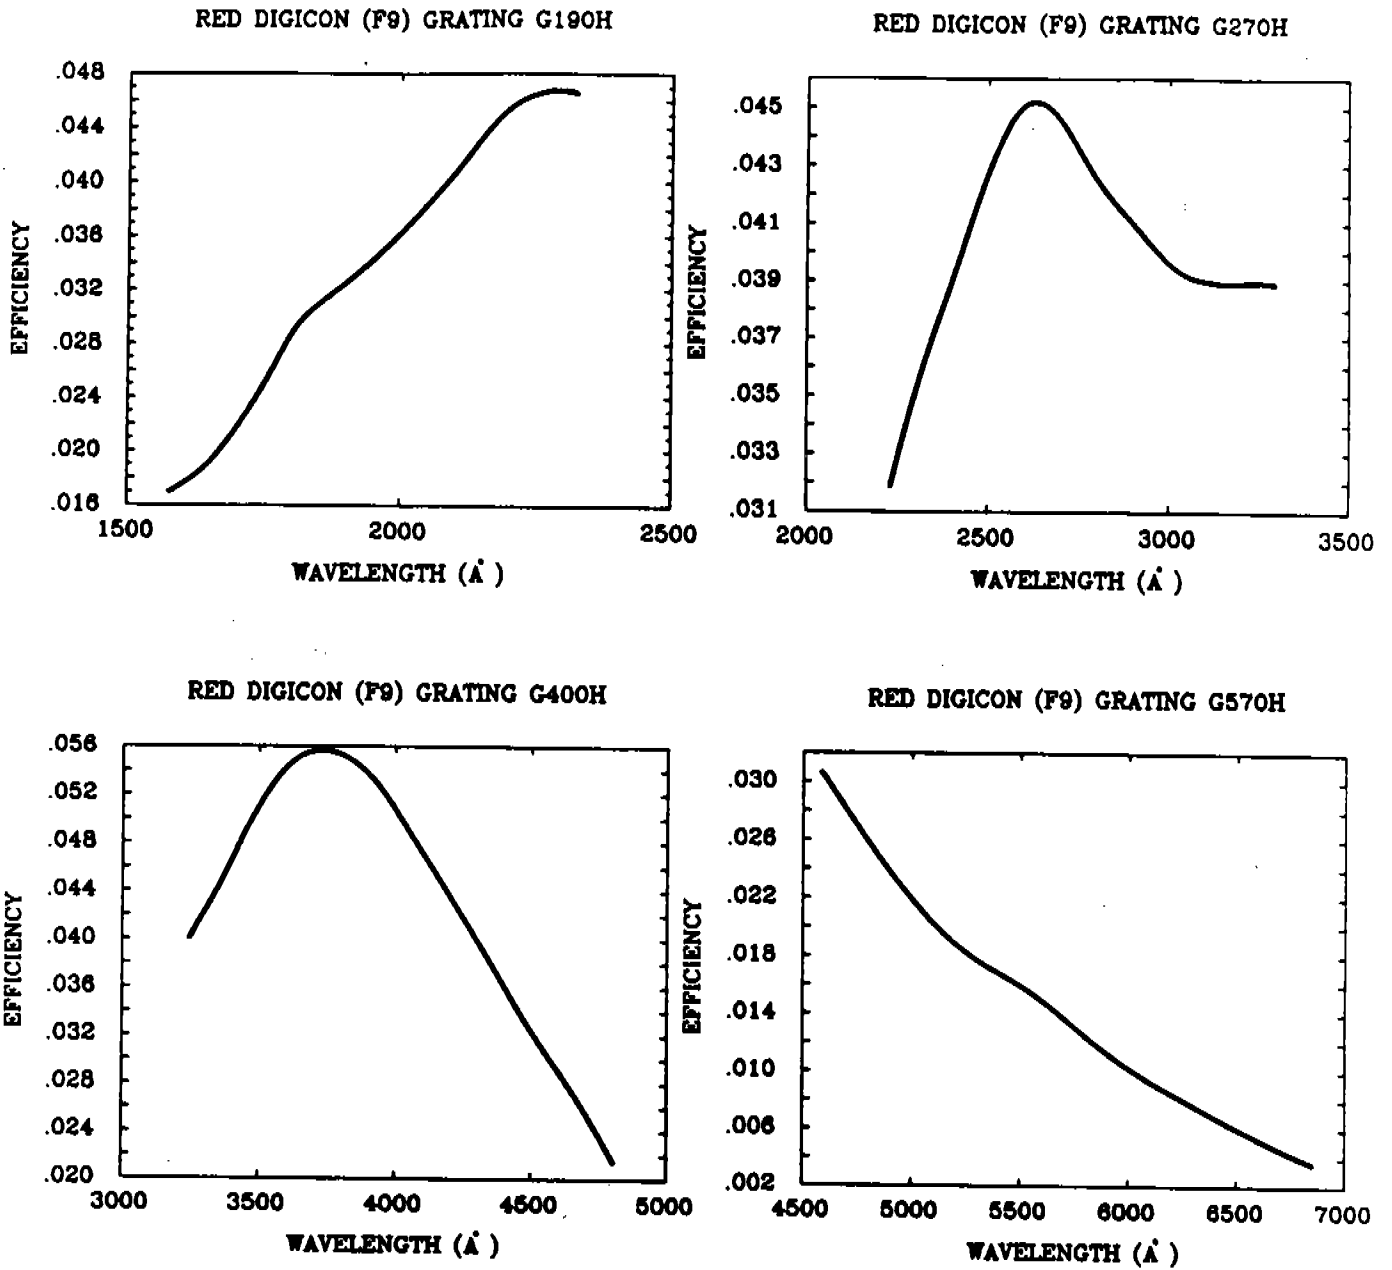 RED DIGICON (F9) GRATING G190H
.048
.044
.040
.036
.032
.028
.024
.020
.016
EFFICIENCY
1500 2000 2500
WAVELENGTH (Å)
RED DIGICON (F9) GRATING G270H
.045
.043
.041
.039
.037
.035
.033
.031
EFFICIENCY
2000 2500 3000 3500
WAVELENGTH (Å)
RED DIGICON (F9) GRATING G400H
.056
.052
.048
.044
.040
.036
.032
.028
.024
.020
EFFICIENCY
3000 3500 4000 4500 5000
WAVELENGTH (Å)
RED DIGICON (F9) GRATING G570H
.030
.026
.022
.018
.014
.010
.006
.002
EFFICIENCY
4500 5000 5500 6000 6500 7000
WAVELENGTH (Å)